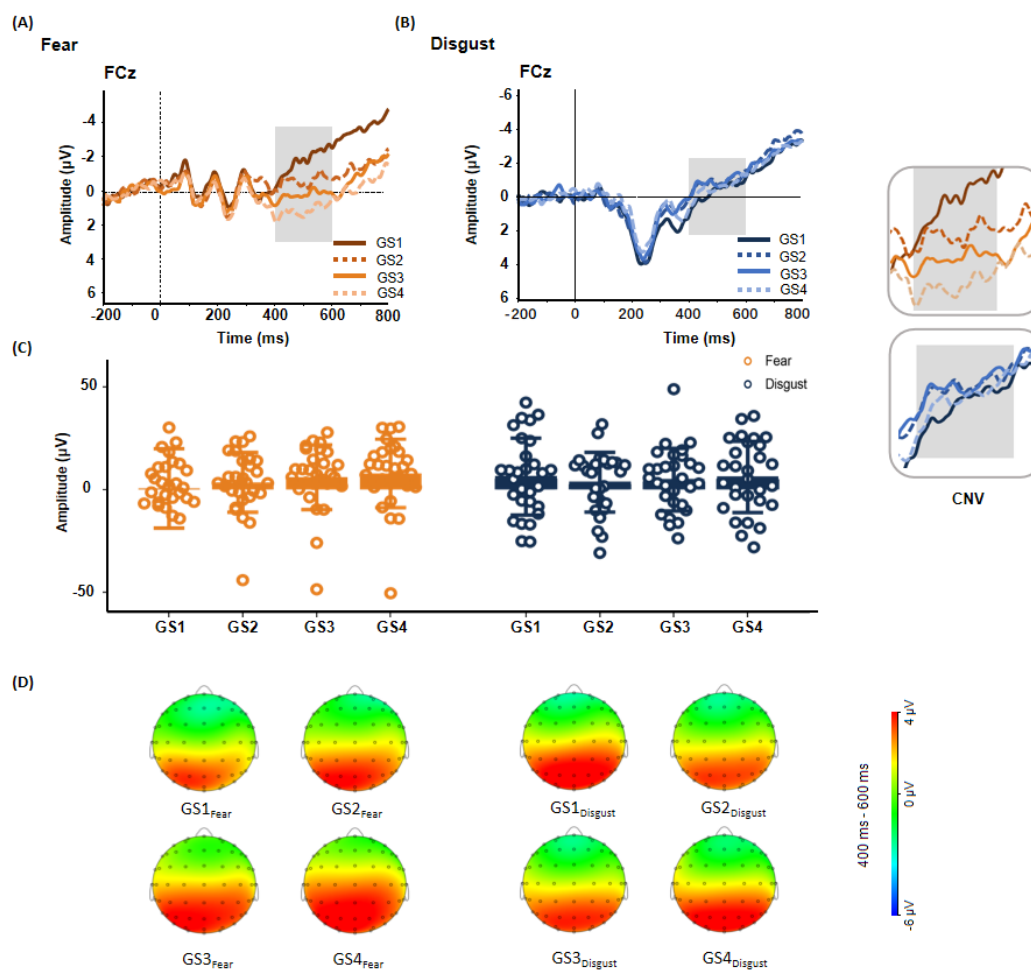 (A)
Fear
FCz
-4
-2
0
2
4
6
Amplitude (µV)
-200
0
200
400
600
800
Time (ms)
GS1
GS2
GS3
GS4
(B)
Disgust
FCz
-6
-4
-2
0
2
4
6
Amplitude (µV)
-200
0
200
400
600
800
Time (ms)
GS1
GS2
GS3
GS4
CNV
(C)
50
0
-50
Amplitude (µV)
Fear
Disgust
GS1
GS2
GS3
GS4
GS1
GS2
GS3
GS4
(D)
GS1Fear
GS2Fear
GS1Disgust
GS2Disgust
GS3Fear
GS4Fear
GS3Disgust
GS4Disgust
400 ms - 600 ms
4 µV
0 µV
-6 µV